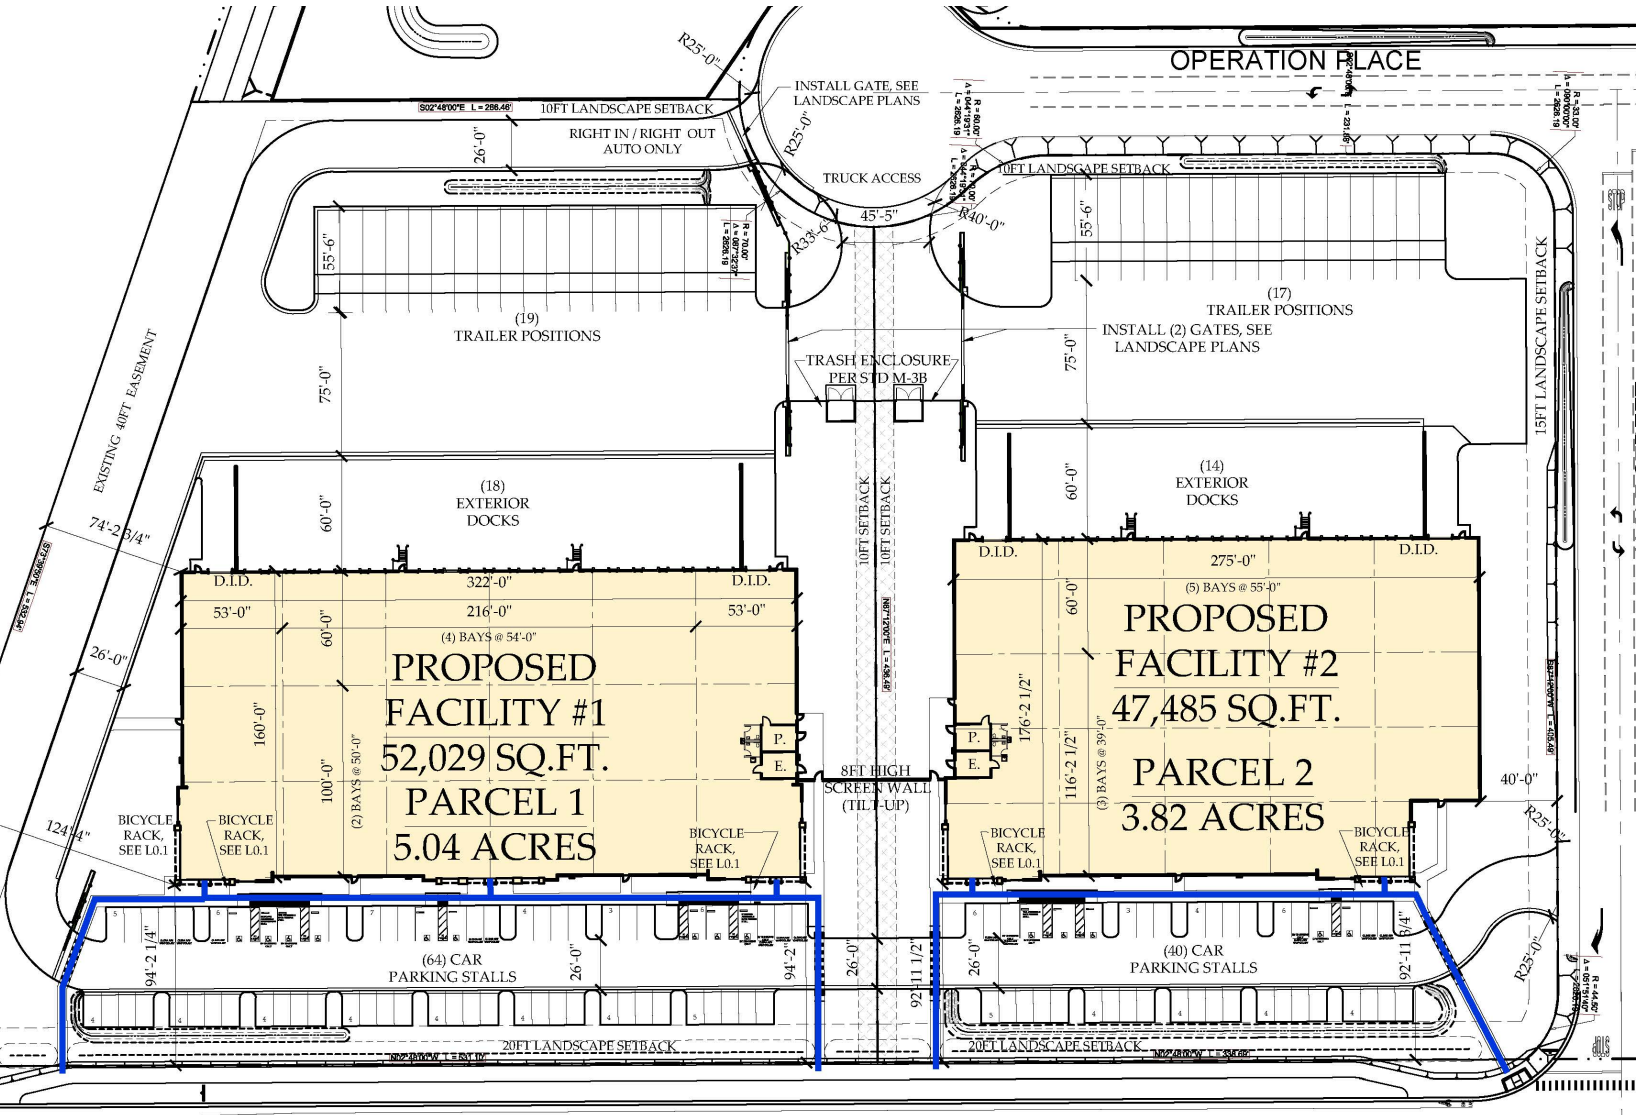 OPERATION PLACE
R25'-0"
INSTALL GATE, SEE
LANDSCAPE PLANS
S02°48'00"E L = 286.46'
10FT LANDSCAPE SETBACK
RIGHT IN / RIGHT OUT
AUTO ONLY
26'-0"
R25'-0"
TRUCK ACCESS
10FT LANDSCAPE SETBACK
45'-5"
R40'-0"
R33'-6"
55'-6"
55'-6"
(19)
TRAILER POSITIONS
(17)
TRAILER POSITIONS
INSTALL (2) GATES, SEE
LANDSCAPE PLANS
TRASH ENCLOSURE
PER STD M-3B
75'-0"
75'-0"
EXISTING 40FT EASEMENT
15FT LANDSCAPE SETBACK
(18)
EXTERIOR
DOCKS
(14)
EXTERIOR
DOCKS
60'-0"
60'-0"
10FT SETBACK
10FT SETBACK
74'-2 3/4"
D.I.D.
322'-0"
D.I.D.
53'-0"
216'-0"
53'-0"
(4) BAYS @ 54'-0"
60'-0"
D.I.D.
275'-0"
D.I.D.
(5) BAYS @ 55'-0"
60'-0"
26'-0"
PROPOSED
FACILITY #1
52,029 SQ.FT.
PARCEL 1
5.04 ACRES
160'-0"
100'-0"
(2) BAYS @ 50'-0"
P.
E.
N87°12'00"E L = 436.49'
PROPOSED
FACILITY #2
47,485 SQ.FT.
PARCEL 2
3.82 ACRES
176'-2 1/2"
116'-2 1/2"
(3) BAYS @ 39'-0"
P.
E.
8FT HIGH
SCREEN WALL
(TILT-UP)
40'-0"
R25'-0"
124'-4"
BICYCLE
RACK,
SEE L0.1
BICYCLE
RACK,
SEE L0.1
BICYCLE
RACK,
SEE L0.1
BICYCLE
RACK,
SEE L0.1
BICYCLE
RACK,
SEE L0.1
94'-2 1/4"
(64) CAR
PARKING STALLS
26'-0"
94'-2"
26'-0"
92'-11 1/2"
26'-0"
(40) CAR
PARKING STALLS
92'-11 3/4"
R25'-0"
20FT LANDSCAPE SETBACK
20FT LANDSCAPE SETBACK
STOP